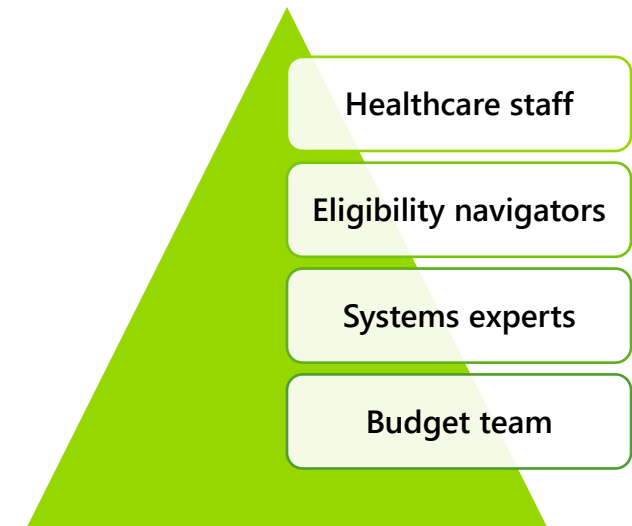 Healthcare staff
Eligibility navigators
Systems experts
Budget team